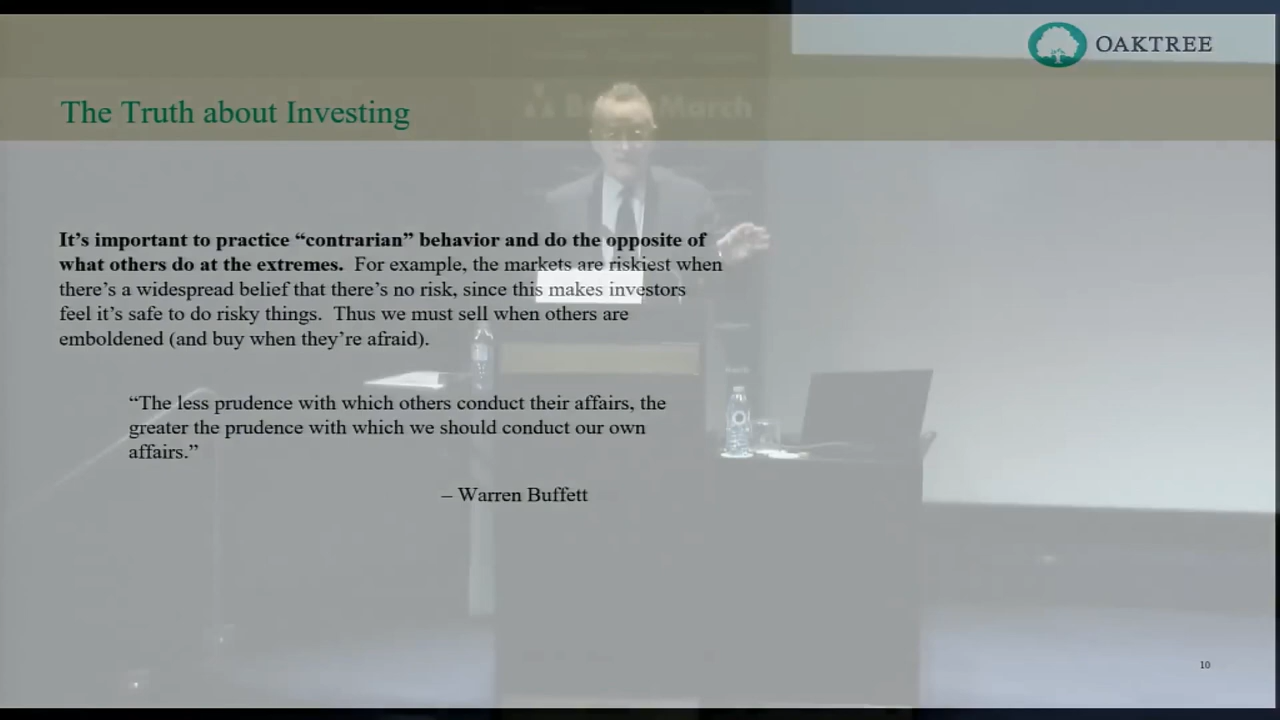 OAKTREE
The Truth about Investing
It's important to practice “contrarian” behavior and do the opposite of
what others do at the extremes.  For example, the markets are riskiest when
there's a widespread belief that there's no risk, since this makes investors
feel it's safe to do risky things.  Thus we must sell when others are
emboldened (and buy when they're afraid).
“The less prudence with which others conduct their affairs, the
greater the prudence with which we should conduct our own
affairs.”
– Warren Buffett
10